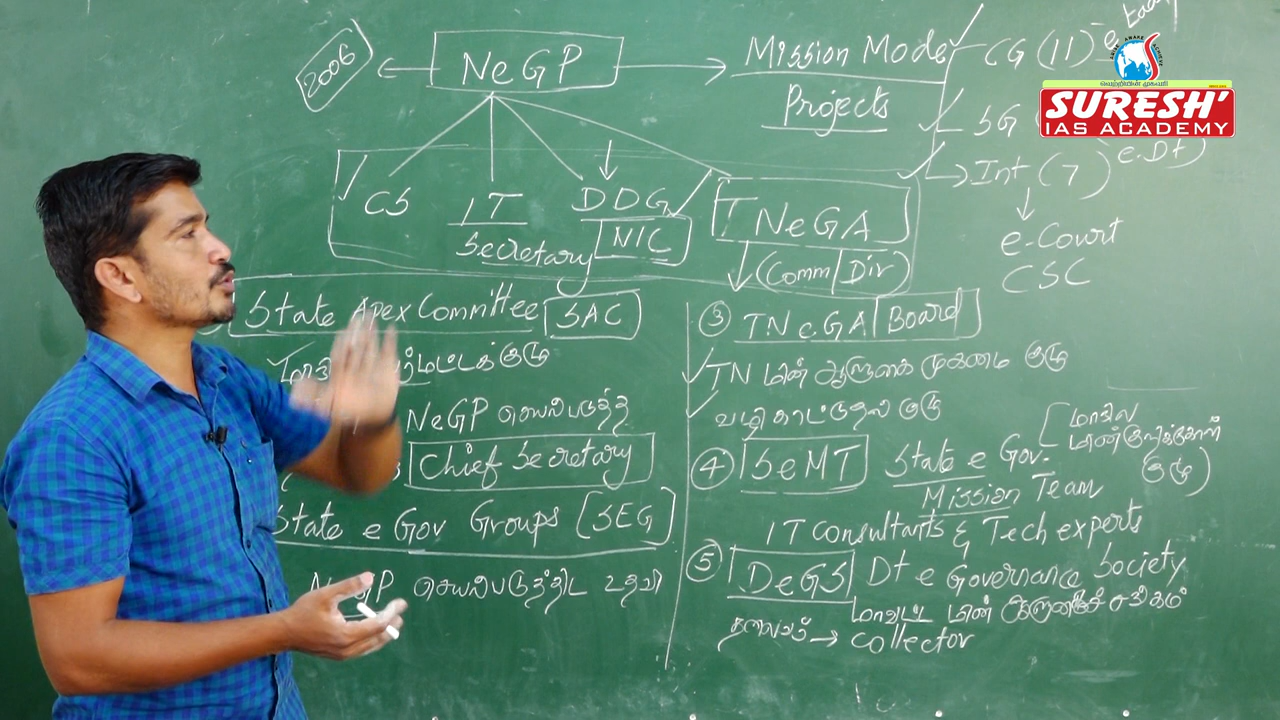 2006
NeGP
Mission Mode
Projects
CG (11) e
SG
Int (7)
e-Court
CSC
SURESH'
IAS ACADEMY
CS IT DDG
Secretary NIC
TNeGA
(Comm/Dir)
State Apex Committee SAC
NeGP செயல்படுத்த
Chief Secretary
State e Gov Groups [SEG]
NeGP செயல்படுத்திட உதவி
③ TN e.GA Board
TN மின் ஆளுகை முகமை குழு
வழிகாட்டுதல் குழு
④ SeMT State e Gov.
Mission Team
மாநில
குழு)
IT consultants & Tech experts
⑤ DeGS Dt e Governance Society
மாவட்ட மின் ஆளுகைச் சங்கம்
தலைவர் → Collector